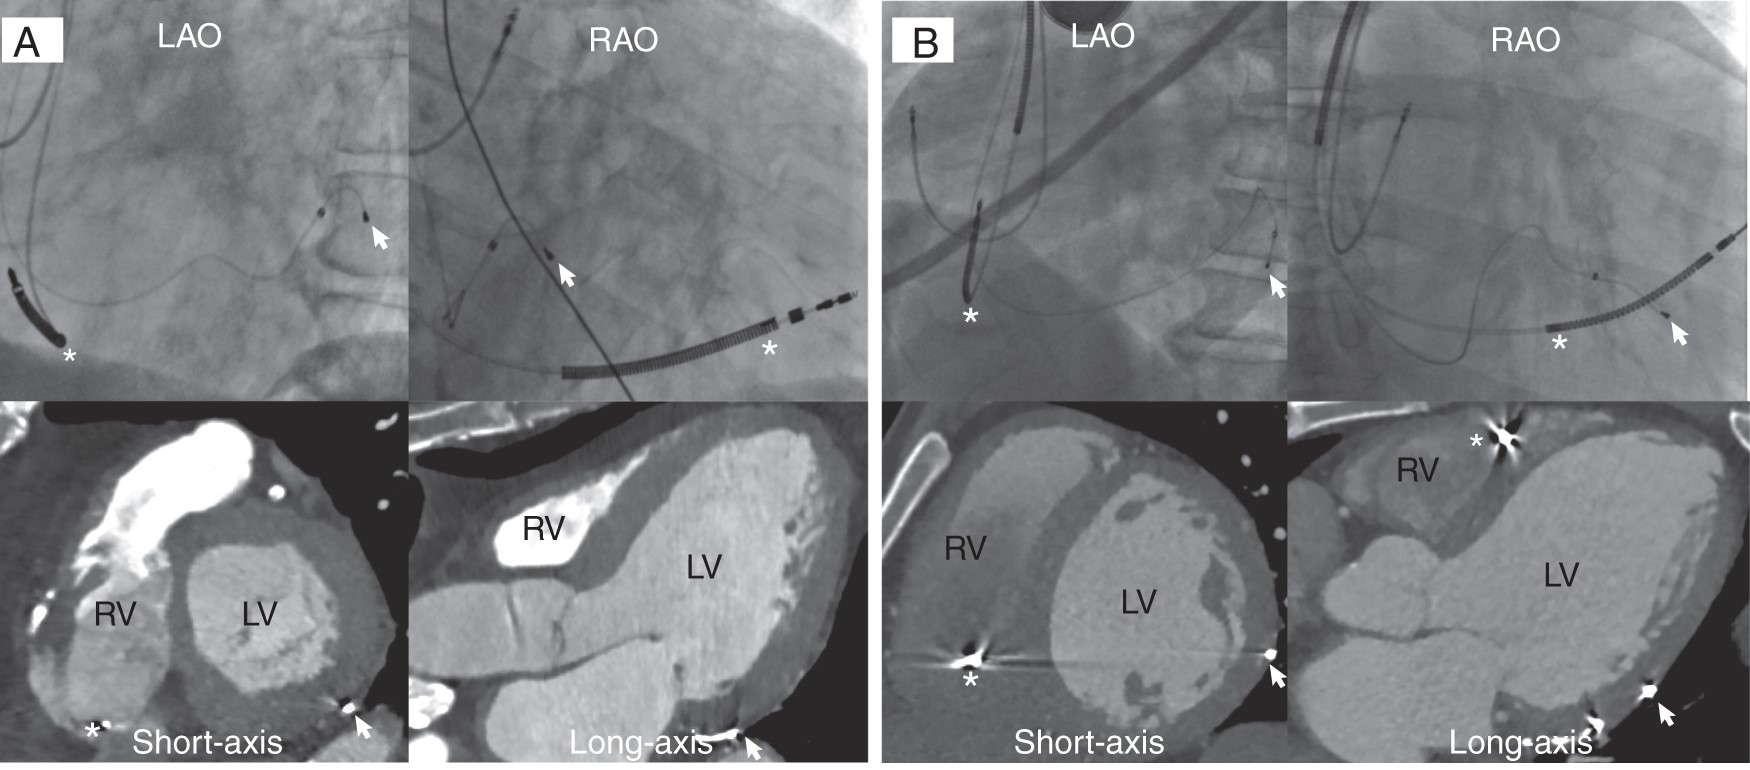 A
LAO
RAO
B
LAO
RAO
*
*
*
*
RV
LV
Short-axis
*
RV
LV
Long-axis
RV
LV
Short-axis
*
RV
*
LV
Long-axis